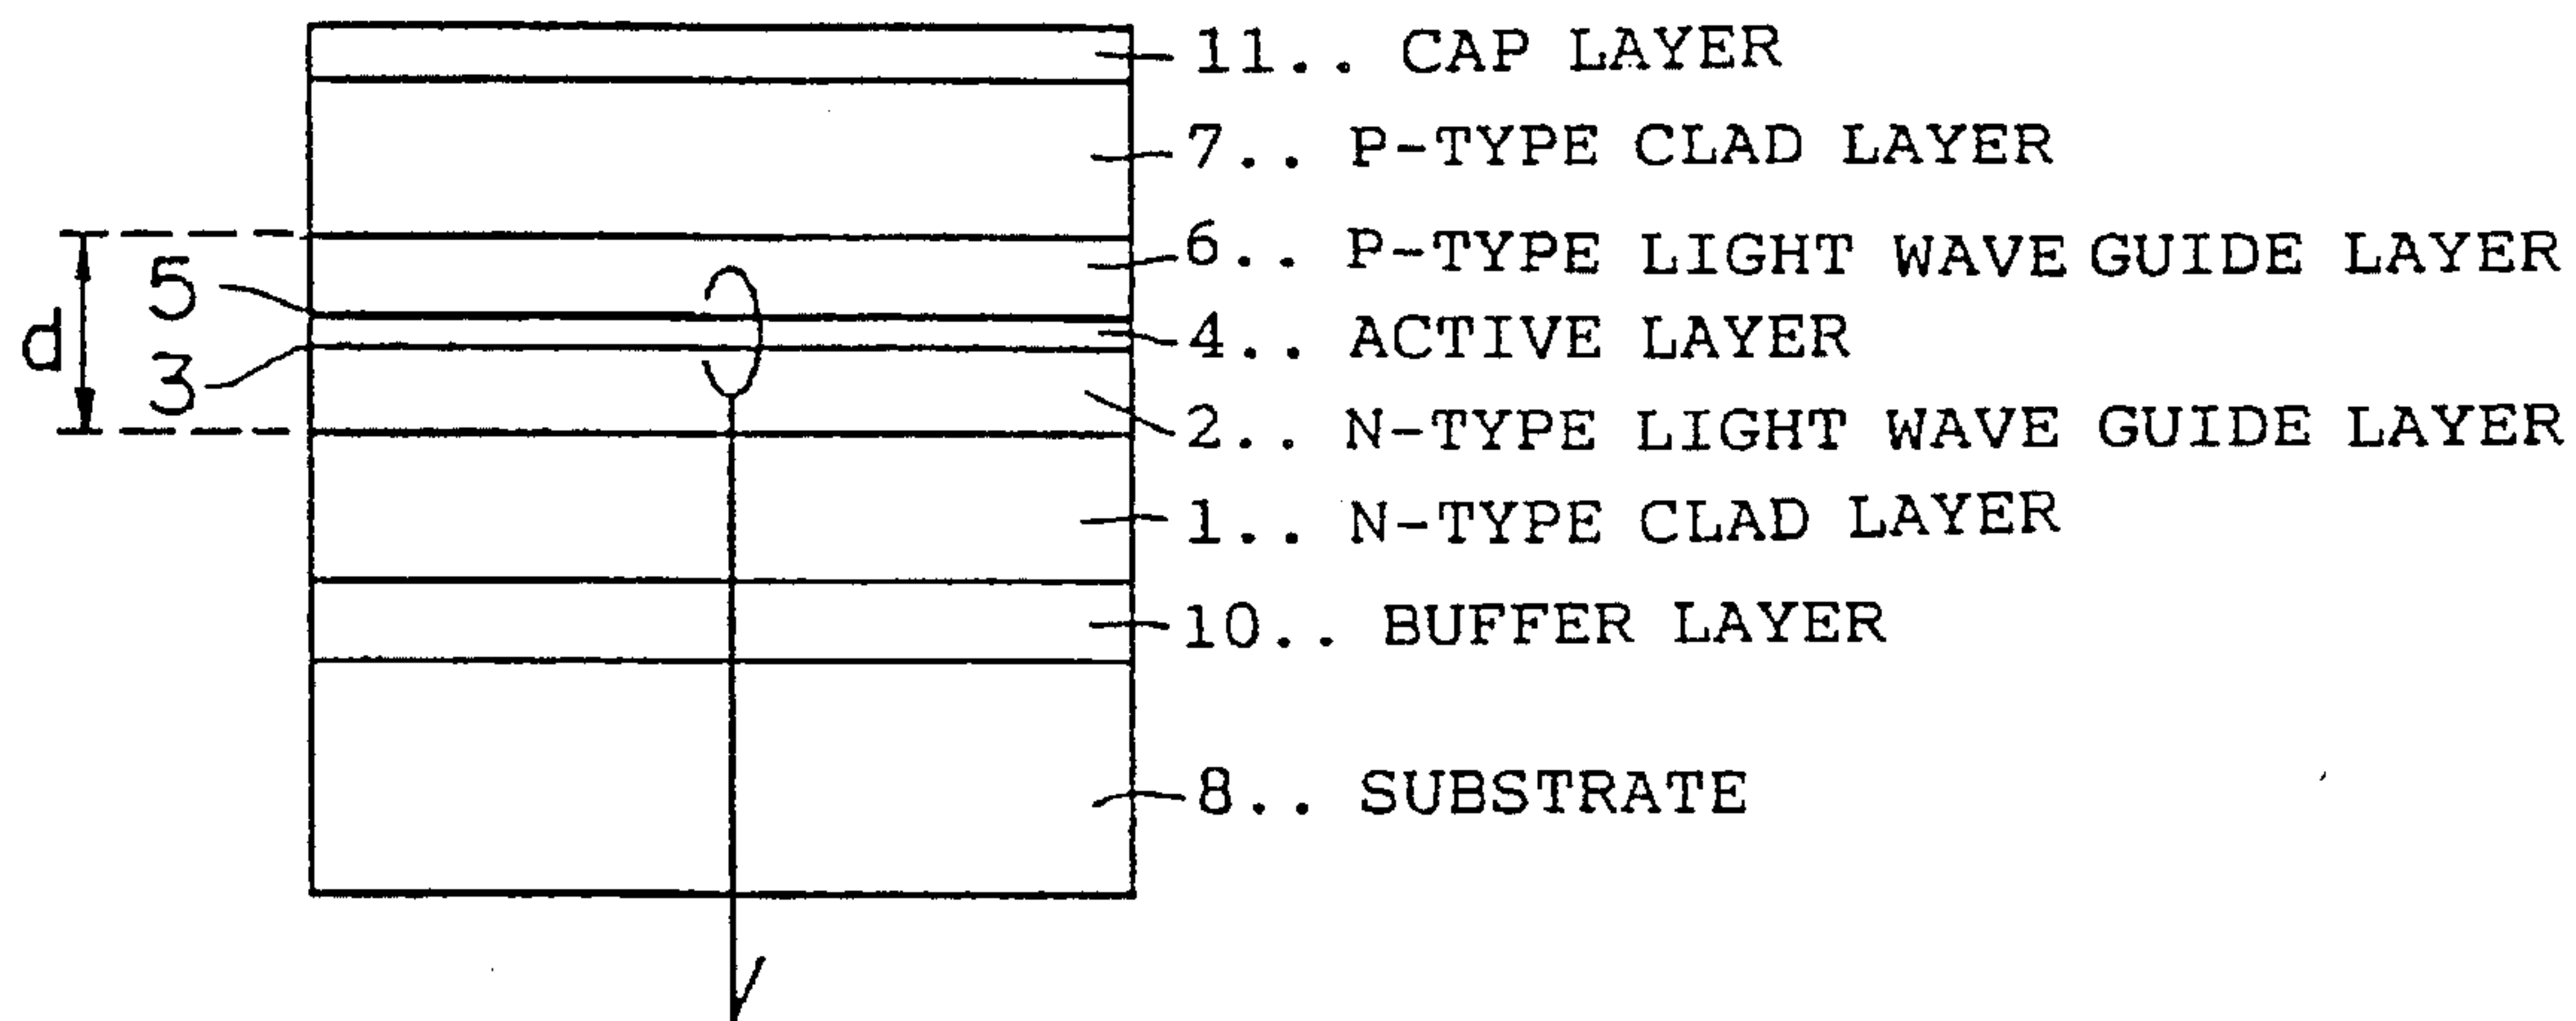 11.. CAP LAYER
7.. P-TYPE CLAD LAYER
6.. P-TYPE LIGHT WAVE GUIDE LAYER
5
4.. ACTIVE LAYER
d
3
2.. N-TYPE LIGHT WAVE GUIDE LAYER
1.. N-TYPE CLAD LAYER
10.. BUFFER LAYER
8.. SUBSTRATE